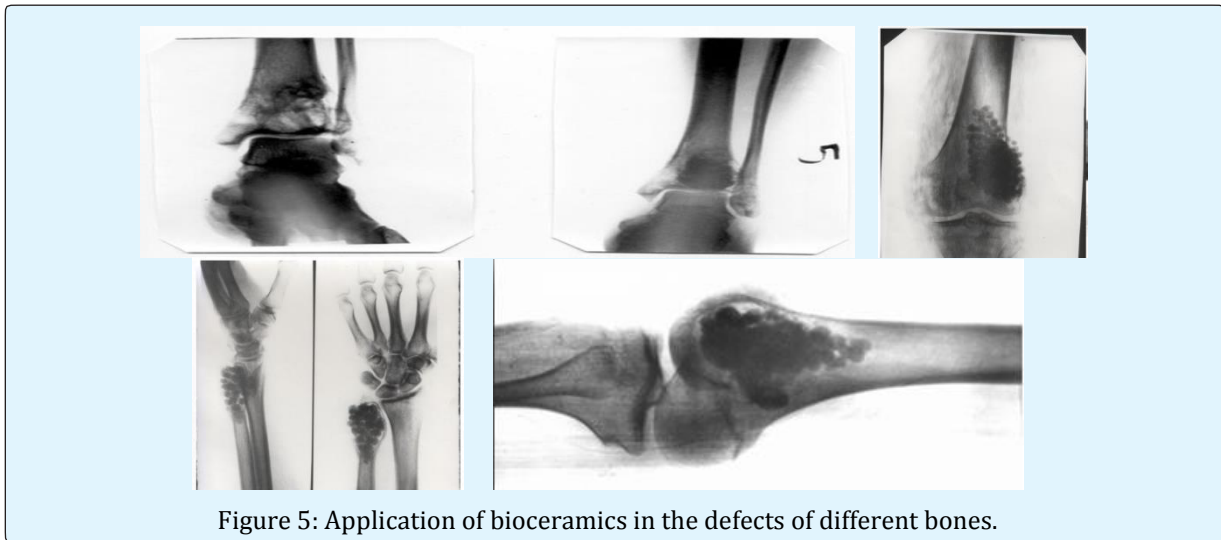 Figure 5: Application of bioceramics in the defects of different bones.